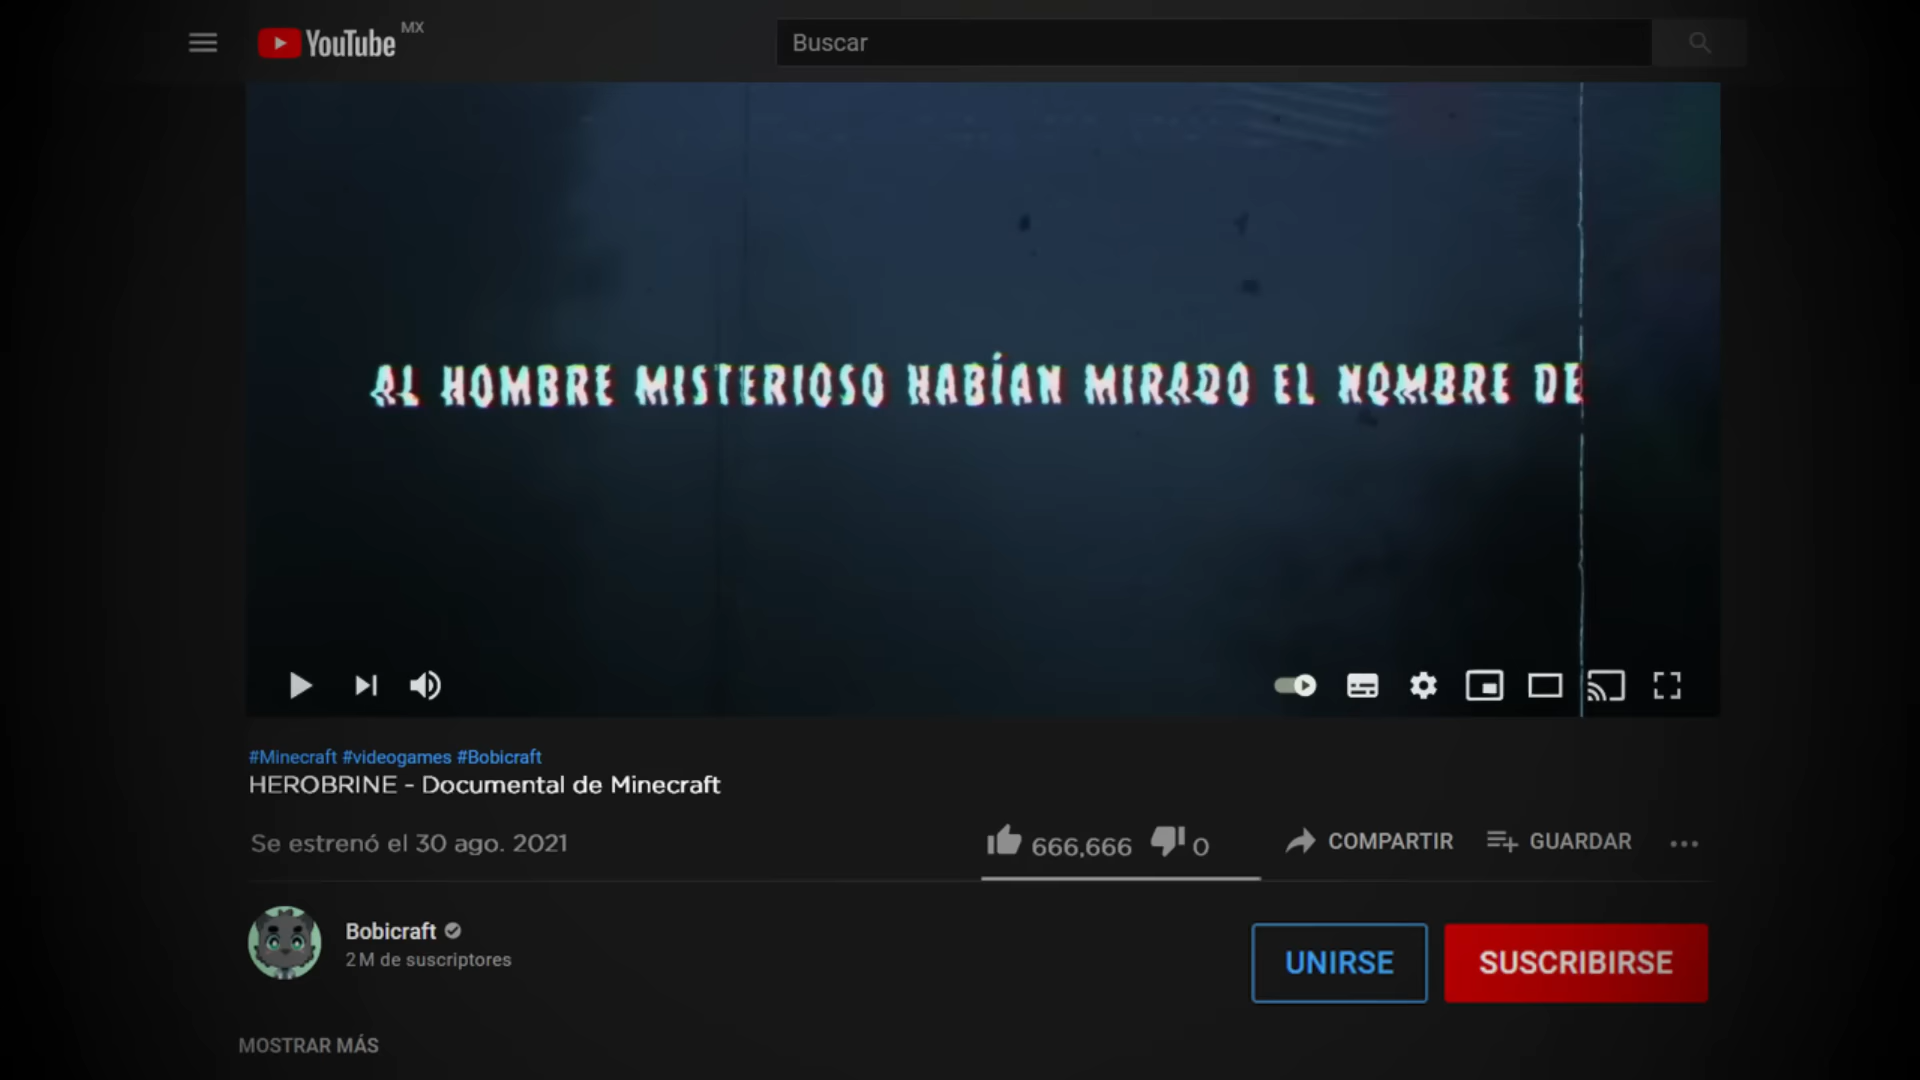 YouTube MX
Buscar
AL HOMBRE MISTERIOSO HABÍAN MIRADO EL NOMBRE DE
#Minecraft #videogames #Bobicraft
HEROBRINE - Documental de Minecraft
Se estrenó el 30 ago. 2021
666,666 0 COMPARTIR GUARDAR
Bobicraft
2 M de suscriptores
UNIRSE SUSCRIBIRSE
MOSTRAR MÁS